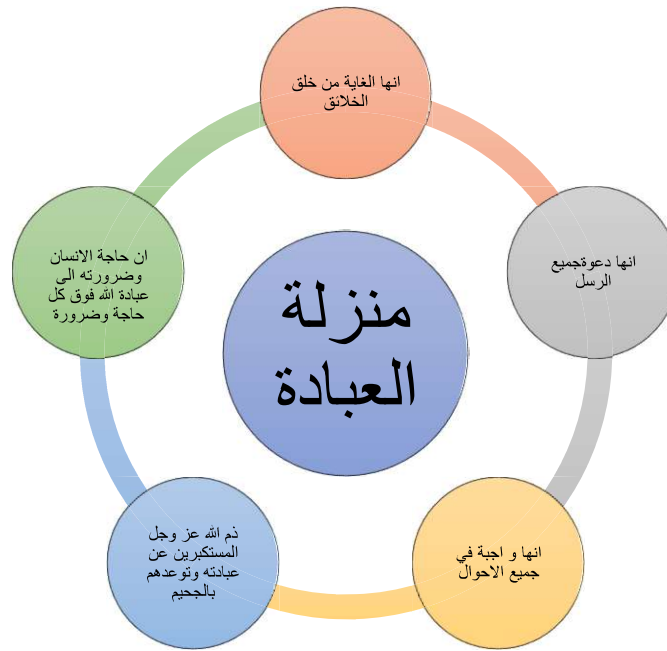 منزلة
العبادة
انها الغاية من خلق
الخلائق
انها دعوةجميع
الرسل
انها و اجبة في
جميع الاحوال
ذم الله عز وجل
المستكبرين عن
عبادته وتوعدهم
بالجحيم
ان حاجة الانسان
وضرورته الى
عبادة الله فوق كل
حاجة وضرورة